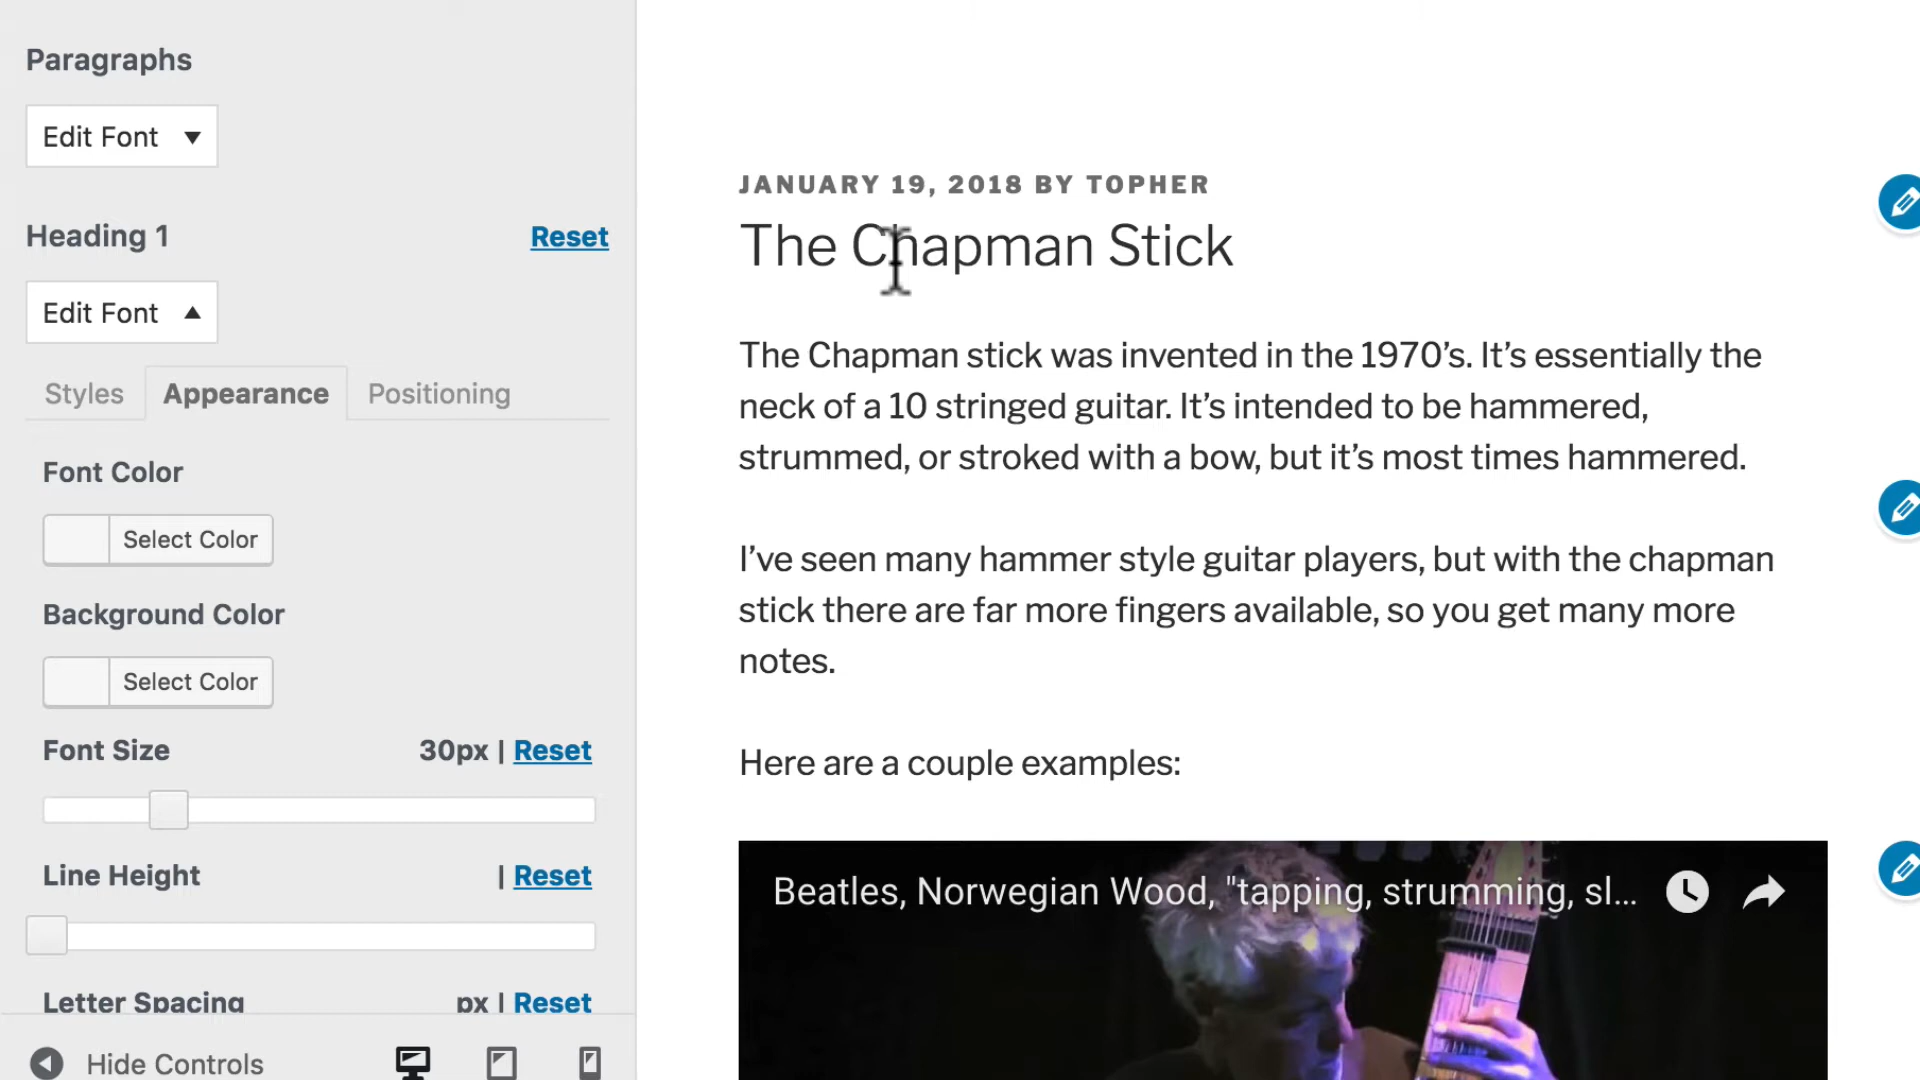 Paragraphs
Edit Font
Heading 1
Reset
Edit Font
Styles
Appearance
Positioning
Font Color
Select Color
Background Color
Select Color
Font Size
30px | Reset
Line Height
| Reset
Letter Spacing
px | Reset
Hide Controls
JANUARY 19, 2018 BY TOPHER
The Chapman Stick
The Chapman stick was invented in the 1970’s. It’s essentially the
neck of a 10 stringed guitar. It’s intended to be hammered,
strummed, or stroked with a bow, but it’s most times hammered.
I’ve seen many hammer style guitar players, but with the chapman
stick there are far more fingers available, so you get many more
notes.
Here are a couple examples:
Beatles, Norwegian Wood, "tapping, strumming, sl...